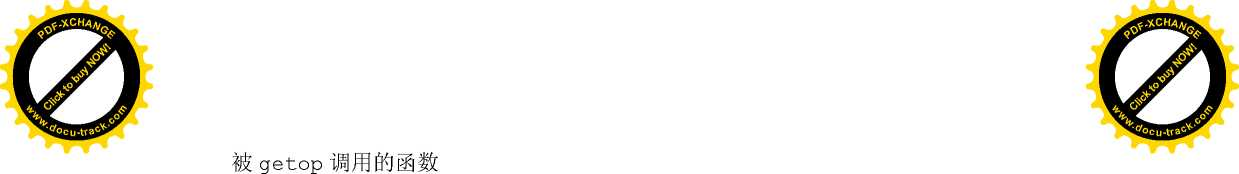 PDF-XCHANGE
Click to buy NOW!
www.docu-track.com
PDF-XCHANGE
Click to buy NOW!
www.docu-track.com
被 getop 调用的函数